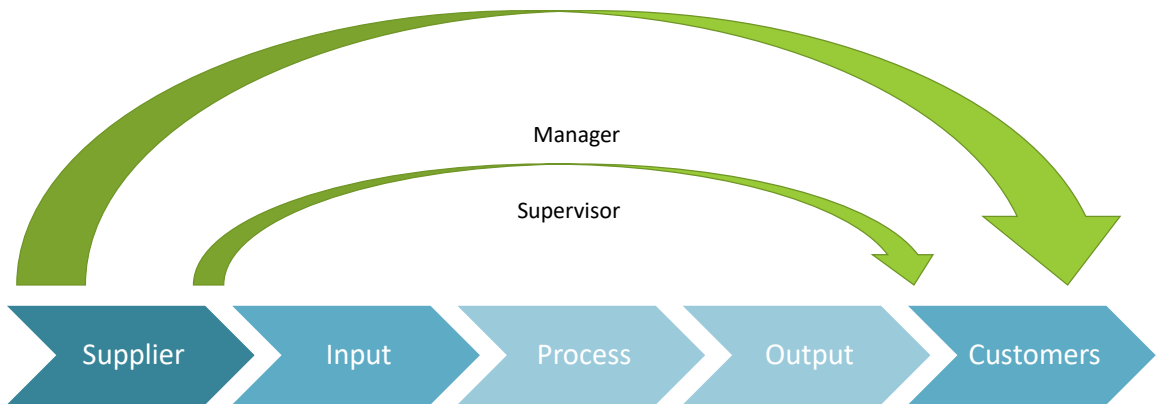 Manager
Supervisor
Supplier
Input
Process
Output
Customers